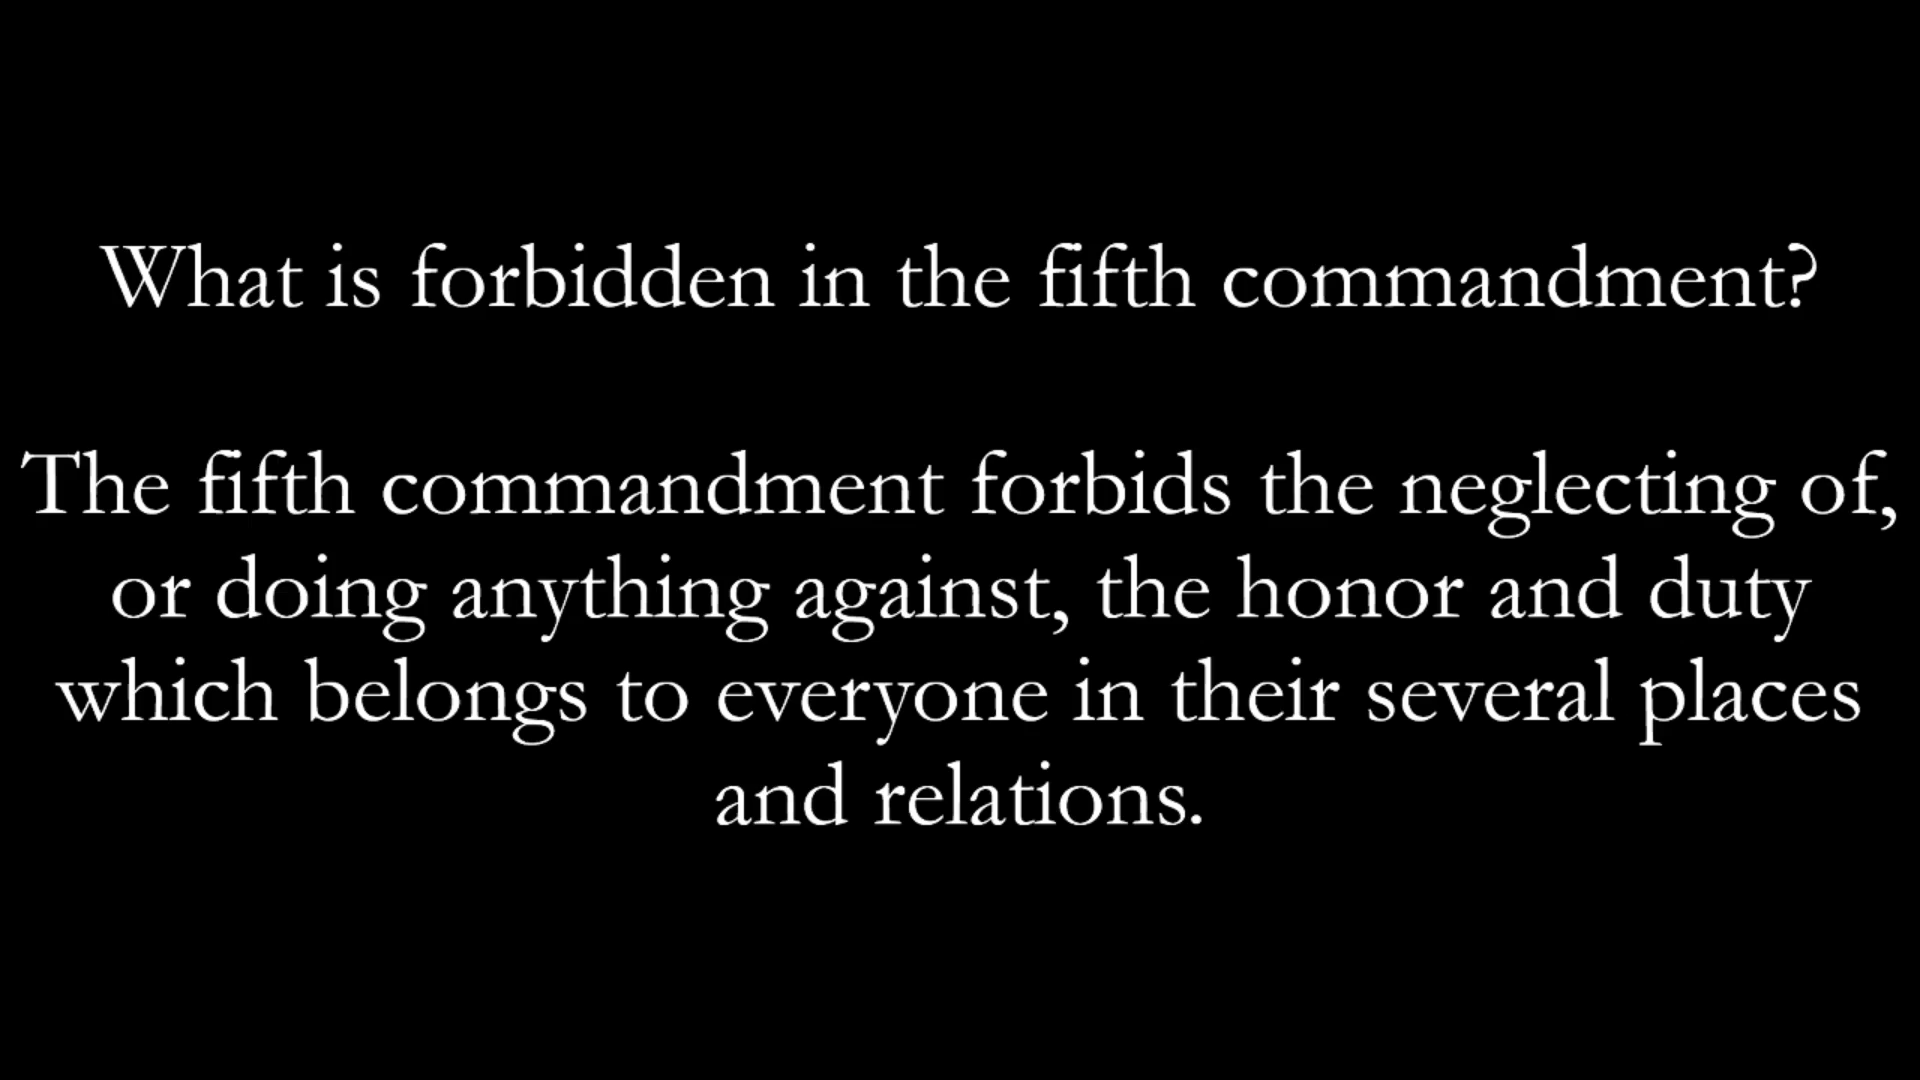 What is forbidden in the fifth commandment?
The fifth commandment forbids the neglecting of,
or doing anything against, the honor and duty
which belongs to everyone in their several places
and relations.